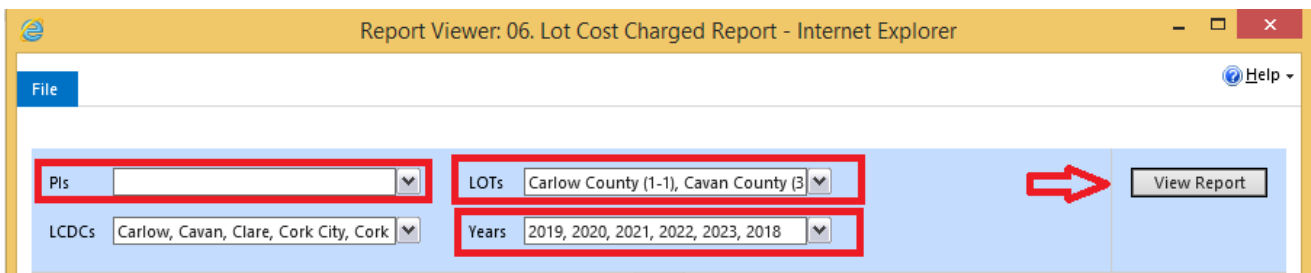 Report Viewer: 06. Lot Cost Charged Report - Internet Explorer
File
Help
PIs
LOTs Carlow County (1-1), Cavan County (3
View Report
LCDCs Carlow, Cavan, Clare, Cork City, Cork
Years 2019, 2020, 2021, 2022, 2023, 2018